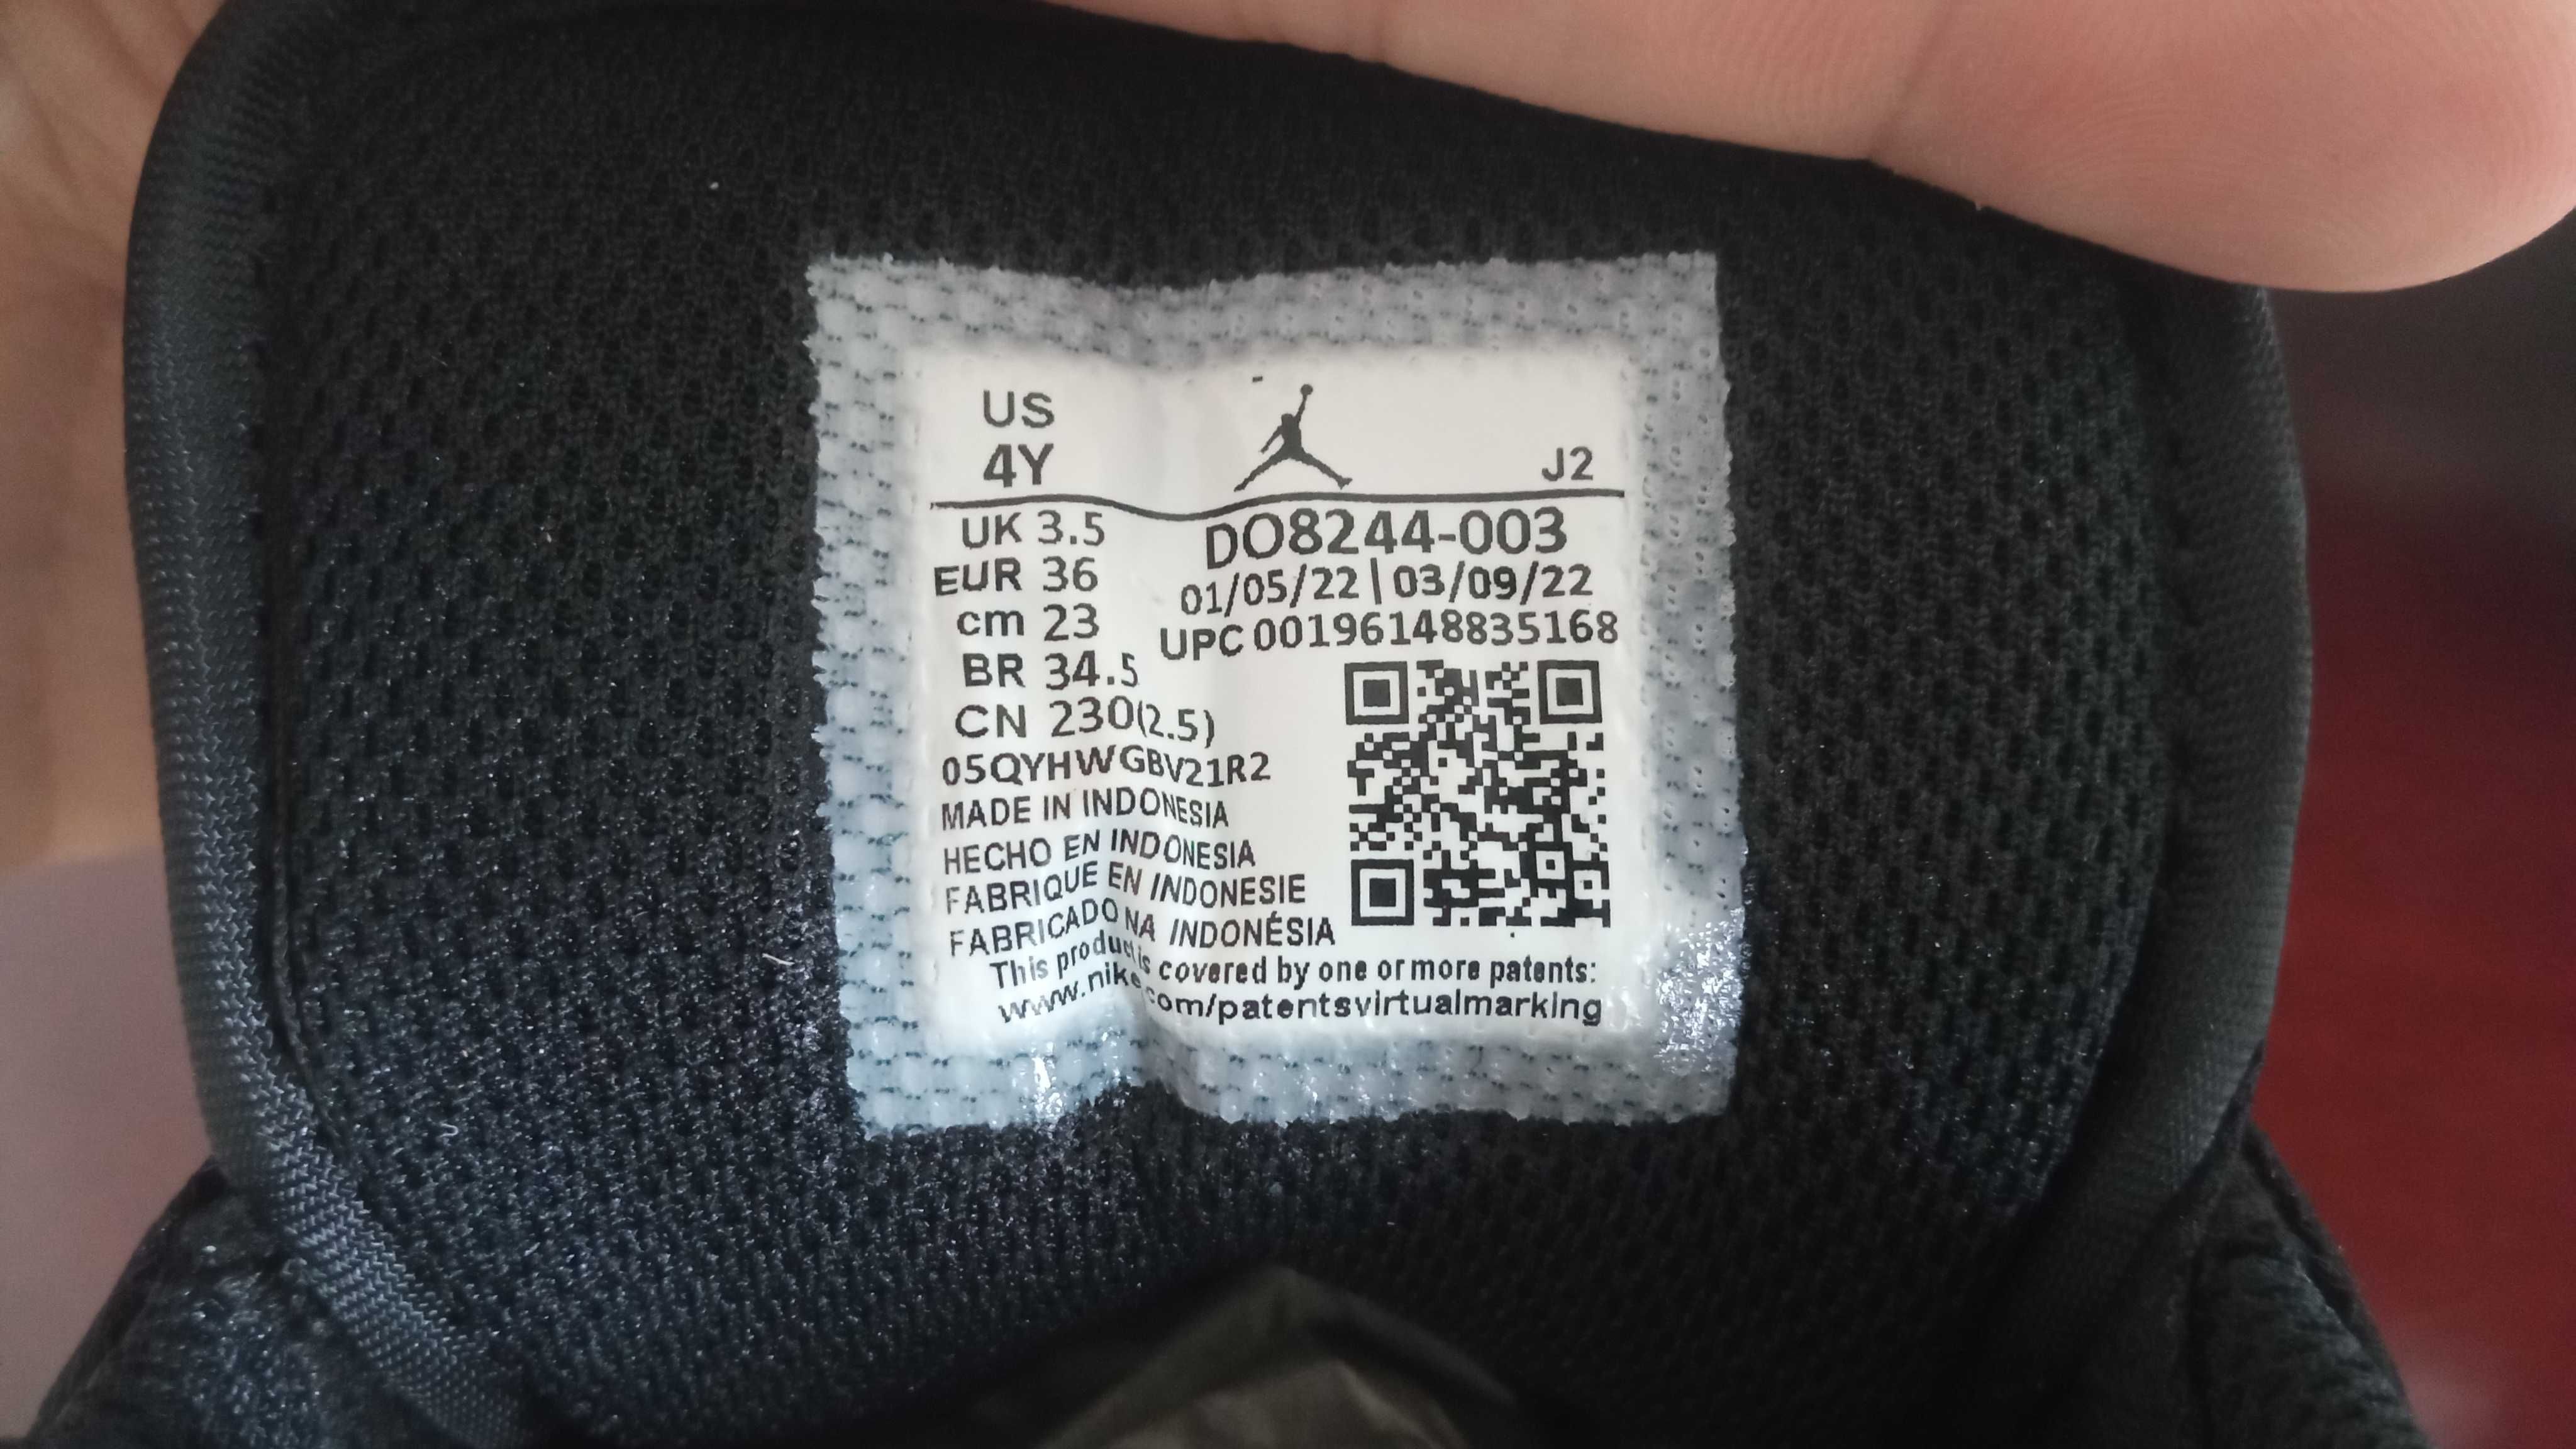 US
4Y
J2
UK 3.5
EUR 36
cm 23
BR 34.5
CN 230(2.5)
DO8244-003
01/05/22 | 03/09/22
UPC 00196148835168
05QYHWGBV21R2
MADE IN INDONESIA
HECHO EN INDONESIA
FABRIQUE EN INDONESIE
FABRICADO NA INDONÉSIA
This product is covered by one or more patents:
www.nike.com/patentsvirtualmarking